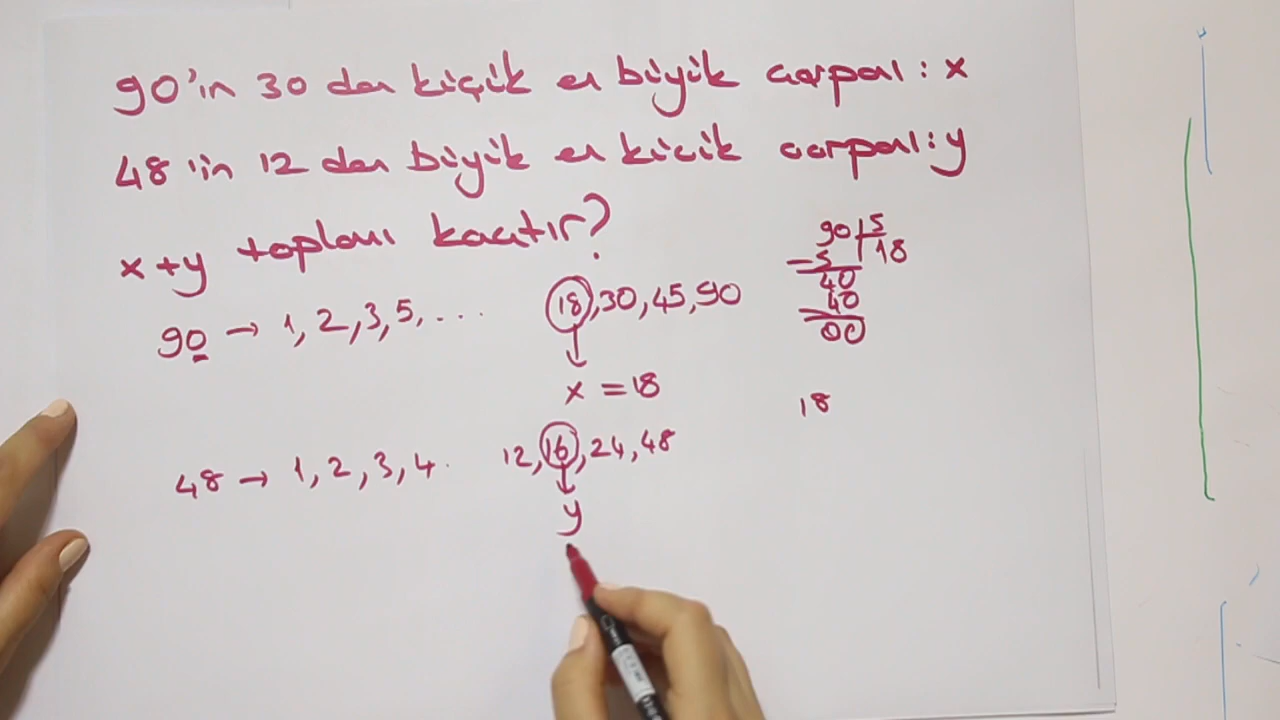 90'ın 30 dan küçük en büyük çarpanı : x
48'in 12 dan büyük en küçük çarpanı : y
x+y toplamı kaçtır?
90 → 1, 2, 3, 5, ... 18, 30, 45, 90
x = 18
48 → 1, 2, 3, 4 . 12, 16, 24, 48
y
90 5
- 5 18
40
- 40
00
18